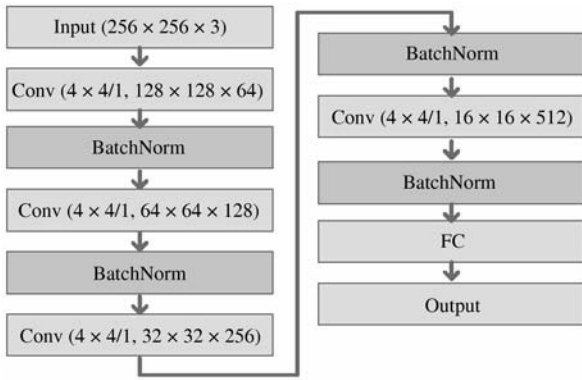 Input (256 × 256 × 3)
Conv (4 × 4/1, 128 × 128 × 64)
BatchNorm
Conv (4 × 4/1, 64 × 64 × 128)
BatchNorm
Conv (4 × 4/1, 32 × 32 × 256)
BatchNorm
Conv (4 × 4/1, 16 × 16 × 512)
BatchNorm
FC
Output